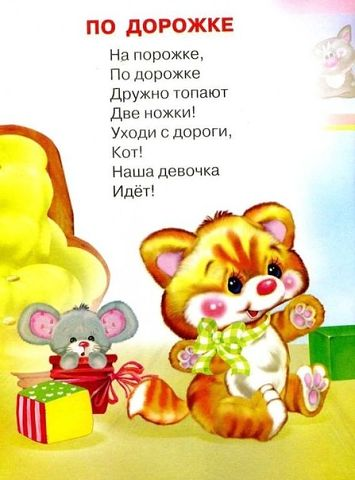 ПО ДОРОЖКЕ
На порожке,
По дорожке
Дружно топают
Две ножки!
Уходи с дороги,
Кот!
Наша девочка
Идёт!